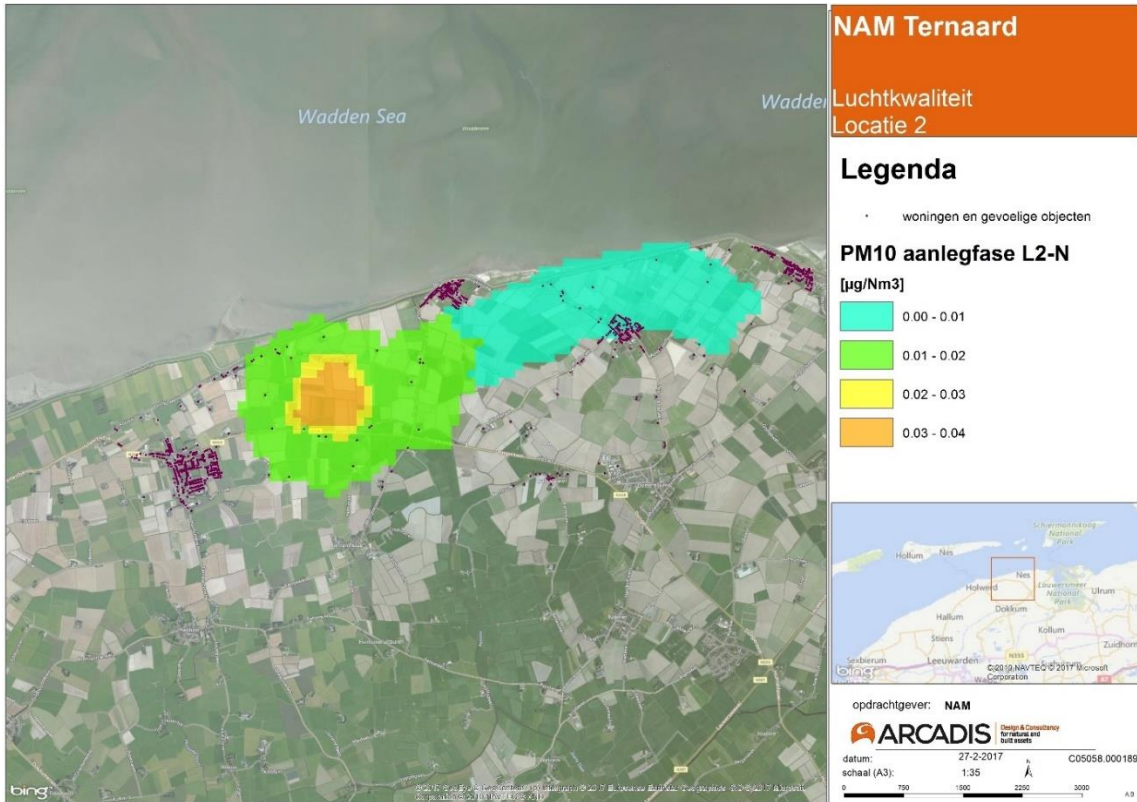 NAM Ternaard
Luchtkwaliteit
Locatie 2
Legenda
woningen en gevoelige objecten
PM10 aanlegfase L2-N
[µg/Nm3]
0.00 - 0.01
0.01 - 0.02
0.02 - 0.03
0.03 - 0.04
Wadden Sea
Wadden
bing
Schiermonnikoog
National
Park
Hollum
Nes
Nes
Holwerd
Lauwersmeer
National
Park
Ulrum
Hallum
Dokkum
Stiens
Kollum
Zuidhorn
N355
Sexbierum
Leeuwarden
bing
© 2010 NAVTEQ © 2017 Microsoft
Corporation
opdrachtgever: NAM
ARCADIS
Design & Consultancy
for natural and
built assets
datum: 27-2-2017 C05058.000189
schaal (A3): 1:35
N
0 750 1500 2250 3000